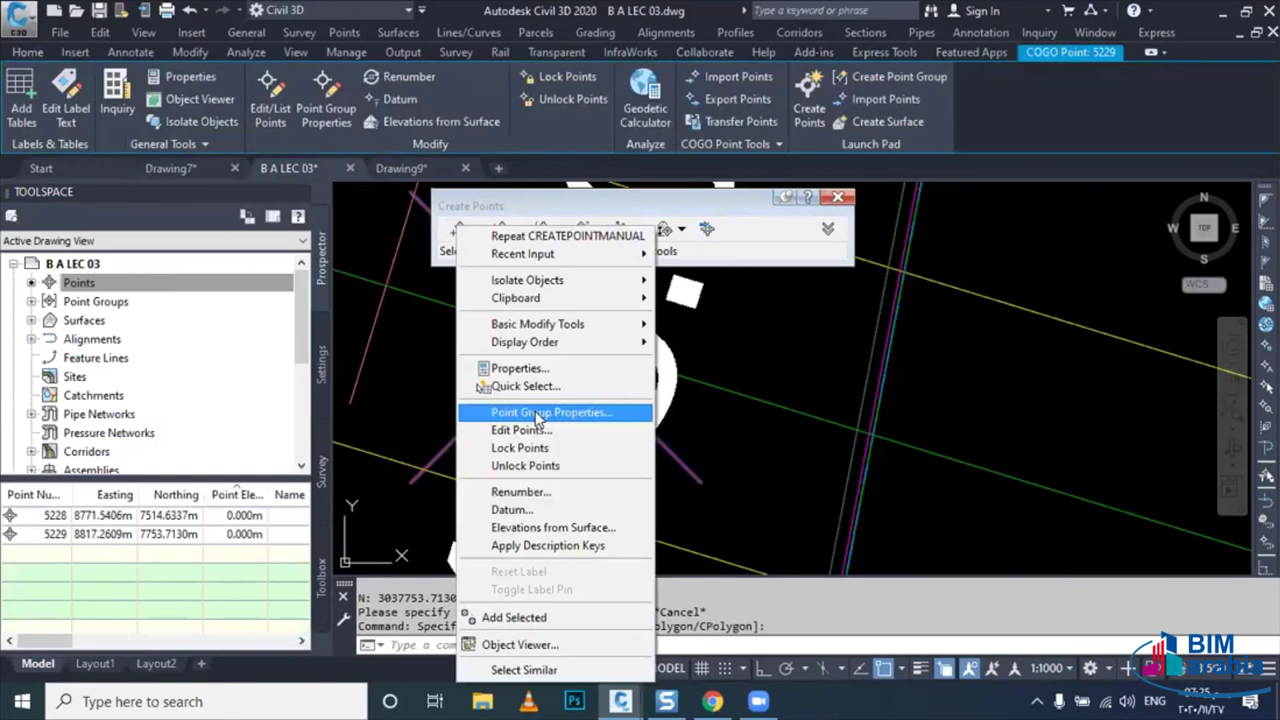 C3D
Civil 3D
Autodesk Civil 3D 2020 B A LEC 03.dwg
Type a keyword or phrase
Sign In
File Edit View Insert General Survey Points Surfaces Lines/Curves Parcels Grading Alignments Profiles Corridors Sections Pipes Dimension Annotations Inquiry Window Express
Home Insert Annotate Modify Analyze View Manage Output Survey Rail Transparent InfraWorks Collaborate Help Add-ins Express Tools Featured Apps COGO Point: 5229
Add Tables
Edit Label Text
Inquiry
Properties
Object Viewer
Isolate Objects
Edit/List Points
Point Group Properties
Renumber
Datum
Elevations from Surface
Lock Points
Unlock Points
Geodetic Calculator
Import Points
Export Points
Transfer Points
Create Points
Create Point Group
Import Points
Create Surface
Labels & Tables General Tools Modify Analyze COGO Point Tools Launch Pad
Start Drawing7* B A LEC 03* Drawing9*
TOOLSPACE
Active Drawing View
B A LEC 03
Points
Point Groups
Surfaces
Alignments
Feature Lines
Sites
Catchments
Pipe Networks
Pressure Networks
Corridors
Assemblies
Prospector
Settings
Survey
Toolbox
Point Nu... Easting Northing Point Ele... Name
5228 8771.5406m 7514.6337m 0.000m
5229 8817.2609m 7753.7130m 0.000m
Create Points
Repeat CREATEPOINTMANUAL
Recent Input
Isolate Objects
Clipboard
Basic Modify Tools
Display Order
Properties...
Quick Select...
Point Group Properties...
Edit Points...
Lock Points
Unlock Points
Renumber...
Datum...
Elevations from Surface...
Apply Description Keys
Reset Label
Toggle Label Pin
Add Selected
Object Viewer...
Select Similar
N
W TOP E
S
WCS
Y
X
N: 3037753.7130
Please specify *Cancel*
Command: Specif olygon/CPolygon]:
Type a com
Model Layout1 Layout2
1:1000
BIM
Type here to search
ENG